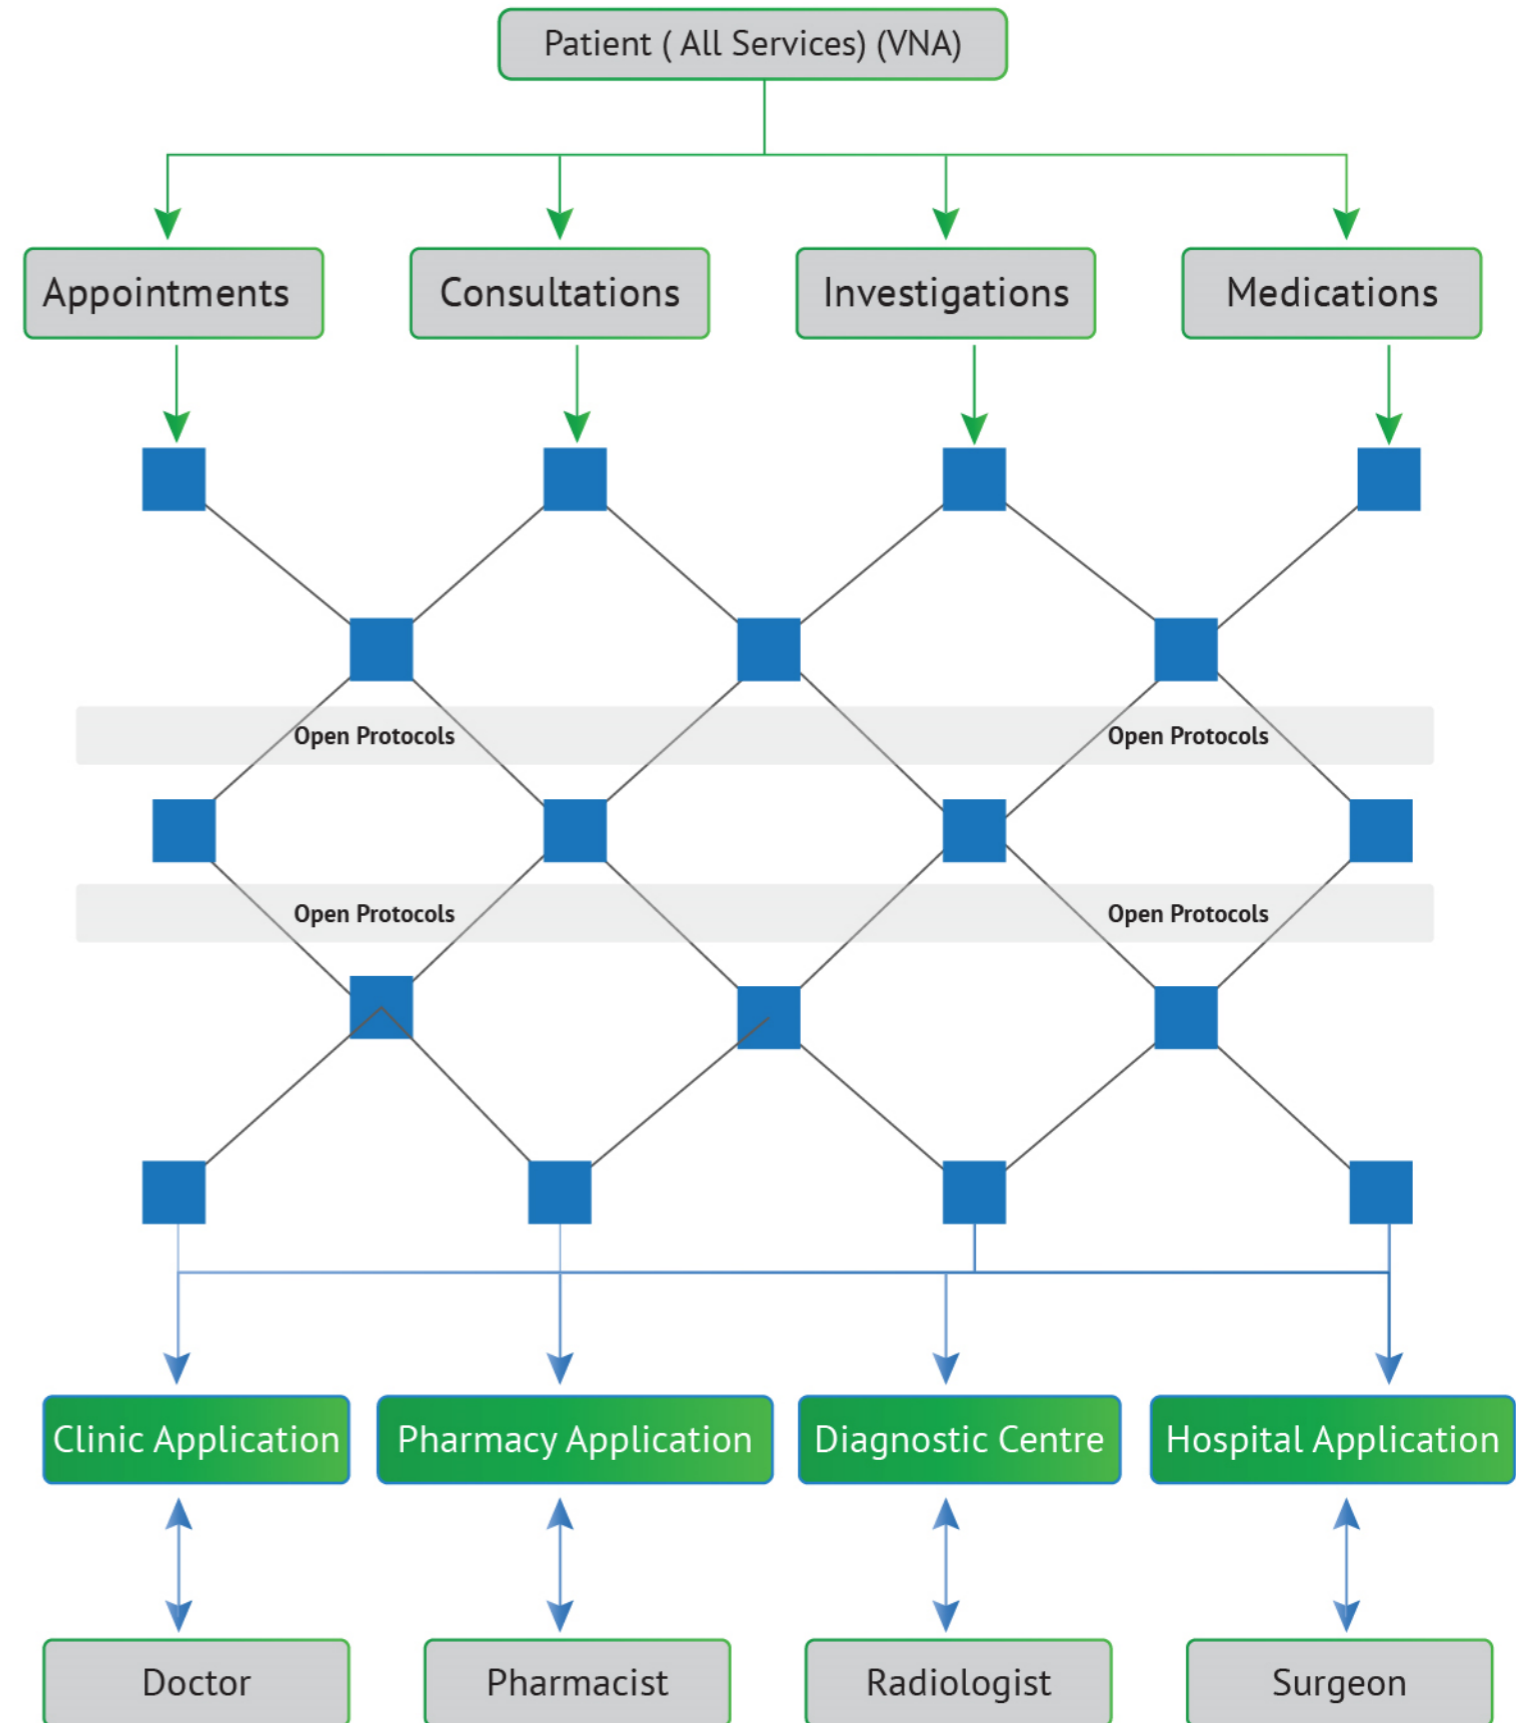 Patient ( All Services) (VNA)
Appointments
Consultations
Investigations
Medications
Open Protocols
Open Protocols
Open Protocols
Open Protocols
Clinic Application
Pharmacy Application
Diagnostic Centre
Hospital Application
Doctor
Pharmacist
Radiologist
Surgeon